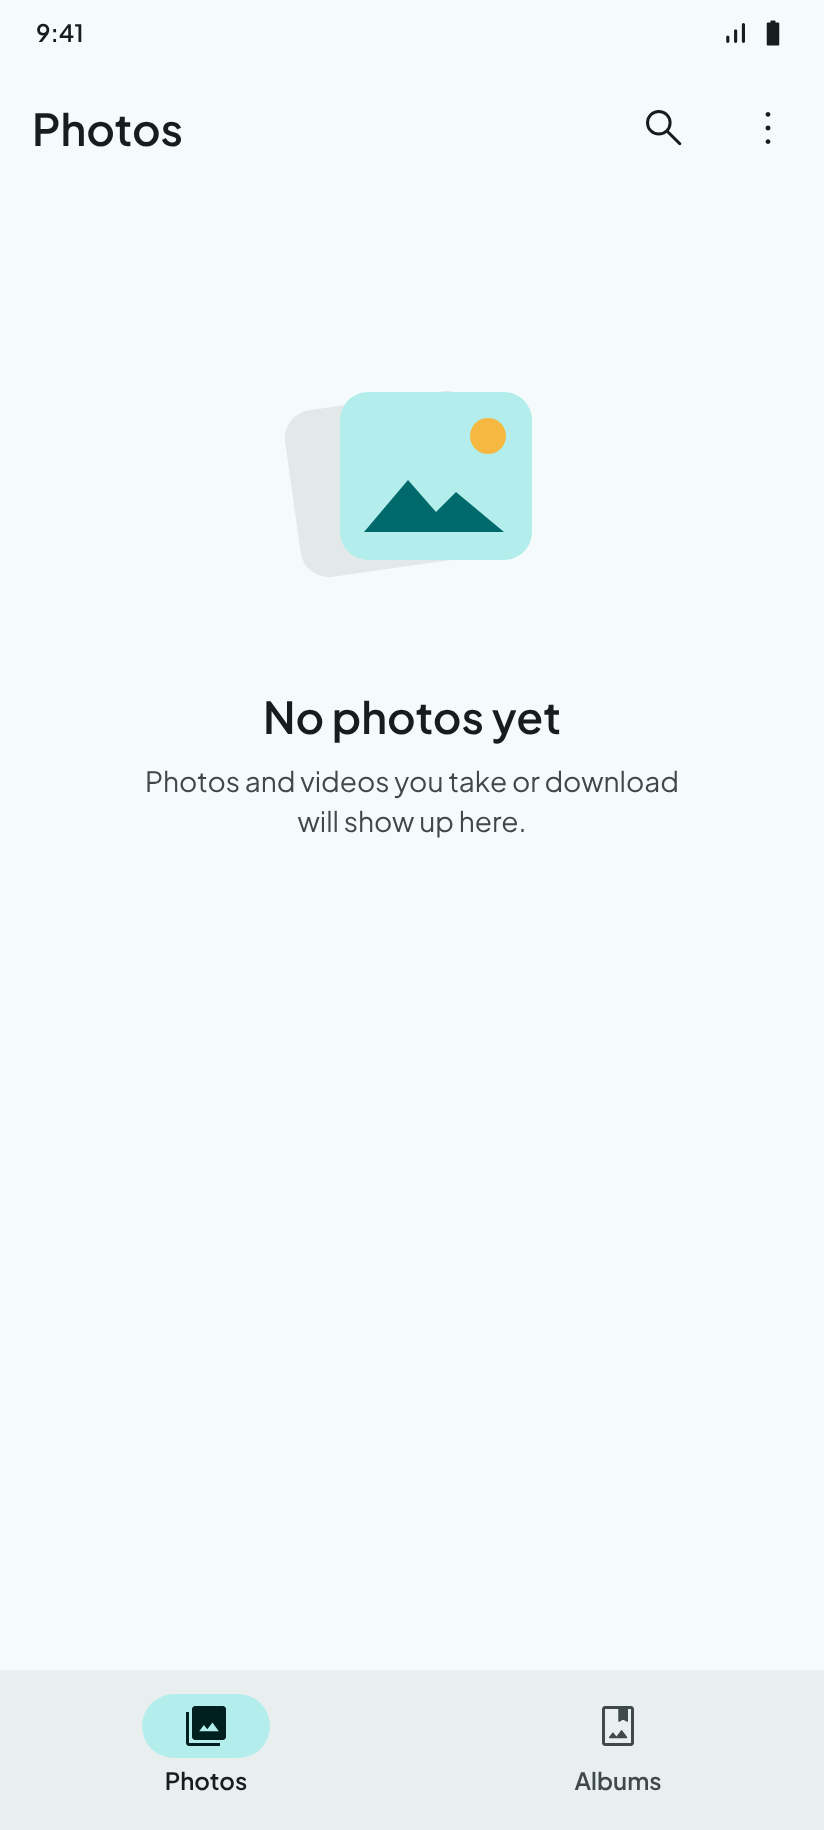 9:41
Photos
No photos yet
Photos and videos you take or download
will show up here.
Photos
Albums